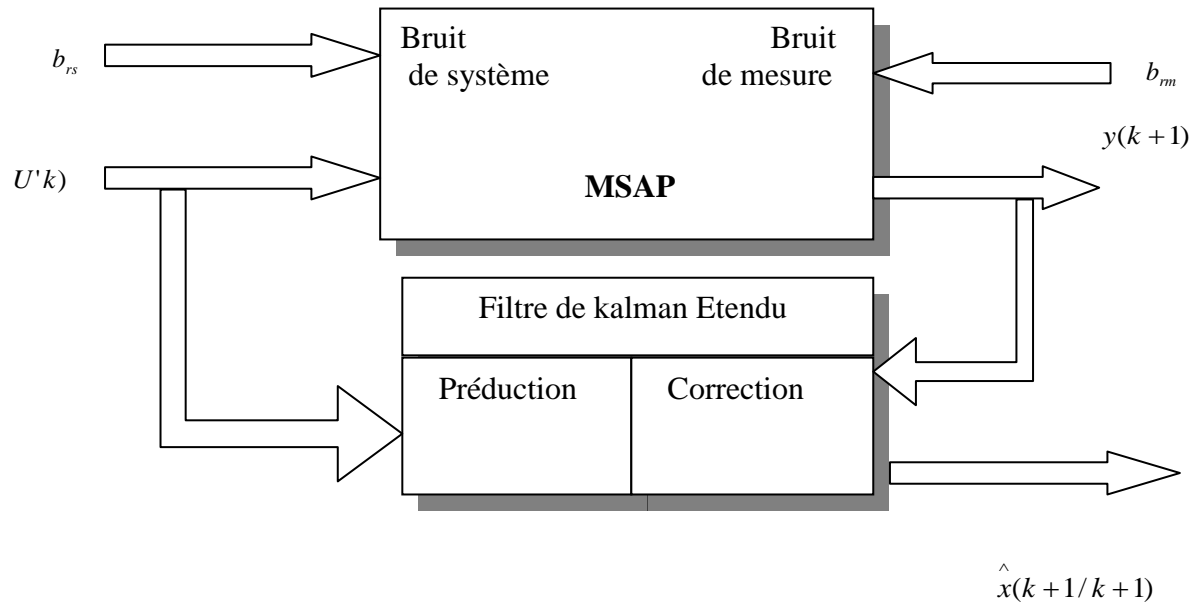 b_rs
Bruit de système
Bruit de mesure
b_rm
y(k+1)
U'k)
MSAP
Filtre de kalman Etendu
Préduction
Correction
x̂(k+1/k+1)